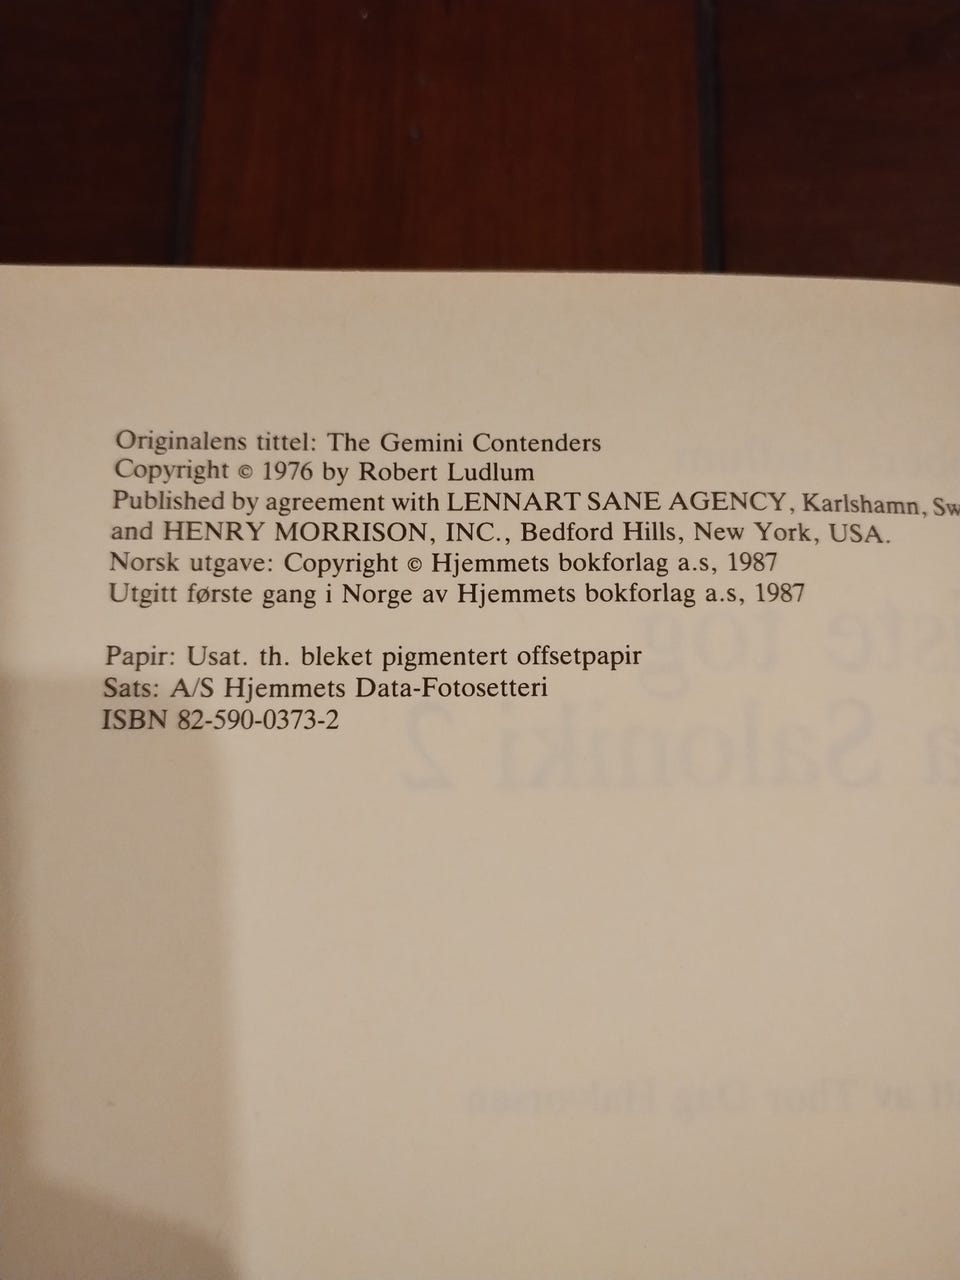 Originalens tittel: The Gemini Contenders
Copyright © 1976 by Robert Ludlum
Published by agreement with LENNART SANE AGENCY, Karlshamn, Sw
and HENRY MORRISON, INC., Bedford Hills, New York, USA.
Norsk utgave: Copyright © Hjemmets bokforlag a.s, 1987
Utgitt første gang i Norge av Hjemmets bokforlag a.s, 1987
Papir: Usat. th. bleket pigmentert offsetpapir
Sats: A/S Hjemmets Data-Fotosetteri
ISBN 82-590-0373-2